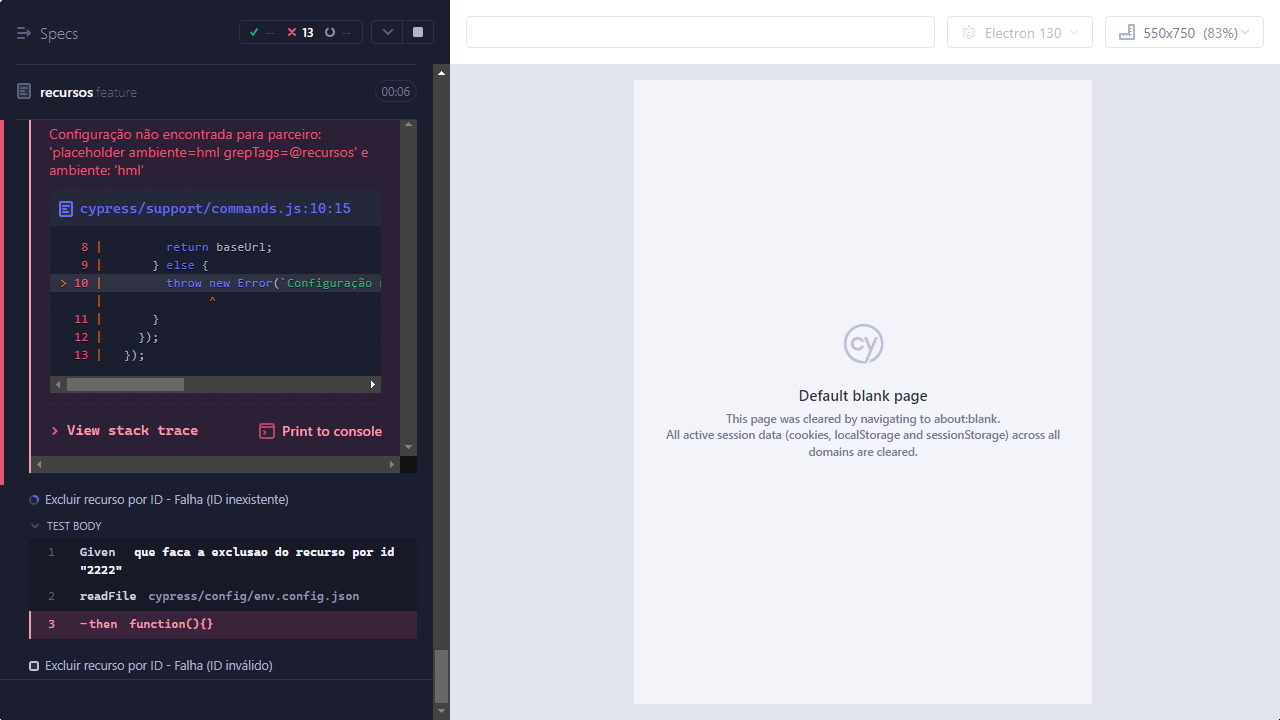 Specs
--
13
--
Electron 130
550x750 (83%)
recursos.feature
00:06
Configuração não encontrada para parceiro:
'placeholder ambiente=hml grepTags=@recursos' e
ambiente: 'hml'
cypress/support/commands.js:10:15
8 | return baseUrl;
9 | } else {
> 10 | throw new Error(`Configuração
| ^
11 | }
12 | });
13 | });
View stack trace
Print to console
Excluir recurso por ID - Falha (ID inexistente)
TEST BODY
1 Given que faca a exclusao do recurso por id
"2222"
2 readFile cypress/config/env.config.json
3 -then function(){}
Excluir recurso por ID - Falha (ID inválido)
cy
Default blank page
This page was cleared by navigating to about:blank.
All active session data (cookies, localStorage and sessionStorage) across all
domains are cleared.